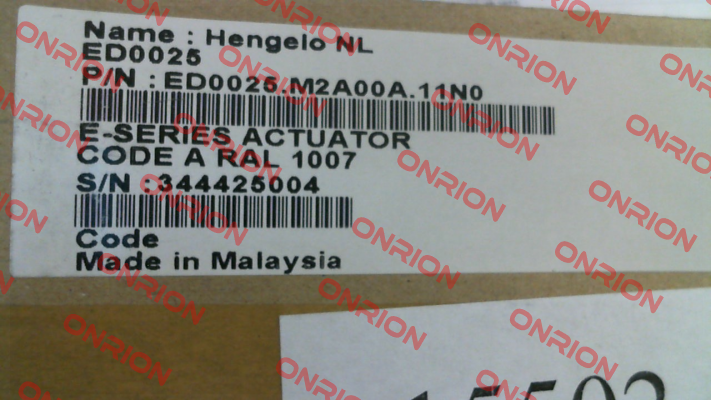 Name : Hengelo NL
ED0025
P/N : ED0025.M2A00A.11N0
E-SERIES ACTUATOR
CODE A RAL 1007
S/N :344425004
Code
Made in Malaysia
ONRION